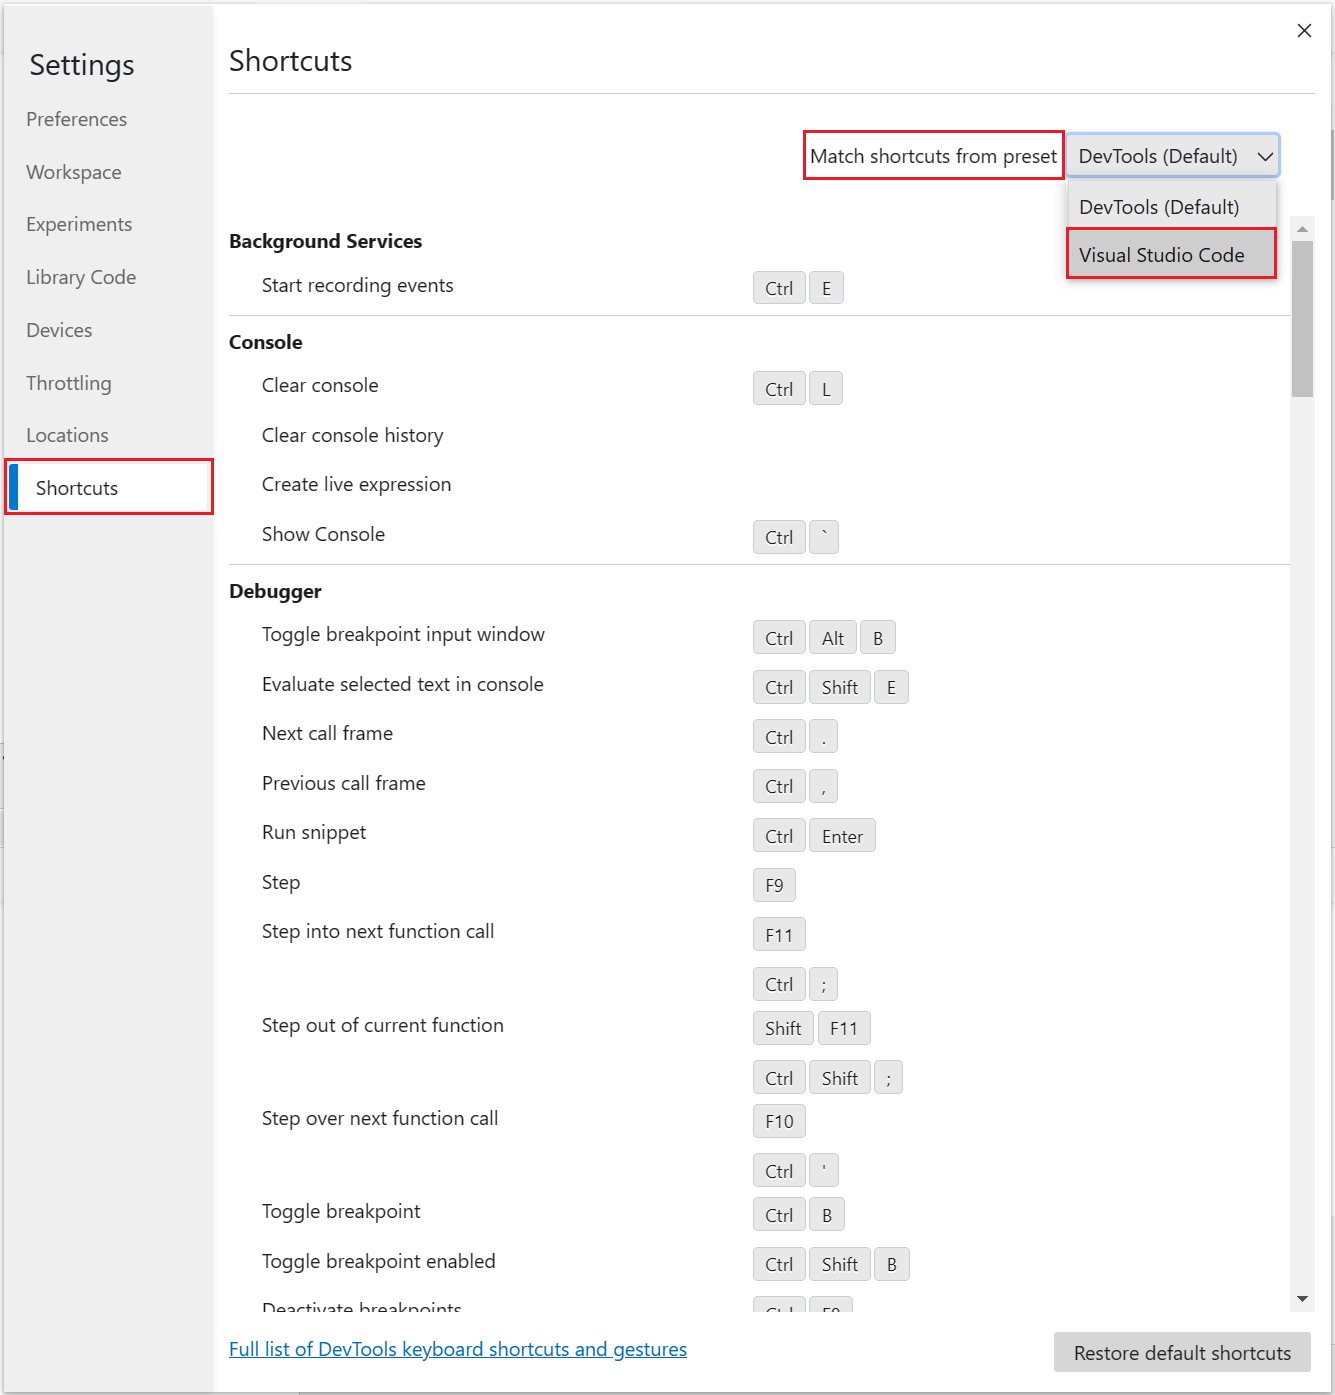 Settings
Preferences
Workspace
Experiments
Library Code
Devices
Throttling
Locations
Shortcuts
Shortcuts
Match shortcuts from preset DevTools (Default)
DevTools (Default)
Visual Studio Code
Background Services
Start recording events Ctrl E
Console
Clear console Ctrl L
Clear console history
Create live expression
Show Console Ctrl `
Debugger
Toggle breakpoint input window Ctrl Alt B
Evaluate selected text in console Ctrl Shift E
Next call frame Ctrl .
Previous call frame Ctrl ,
Run snippet Ctrl Enter
Step F9
Step into next function call F11
Ctrl ;
Step out of current function Shift F11
Ctrl Shift ;
Step over next function call F10
Ctrl '
Toggle breakpoint Ctrl B
Toggle breakpoint enabled Ctrl Shift B
Deactivate breakpoints Ctrl
Full list of DevTools keyboard shortcuts and gestures
Restore default shortcuts